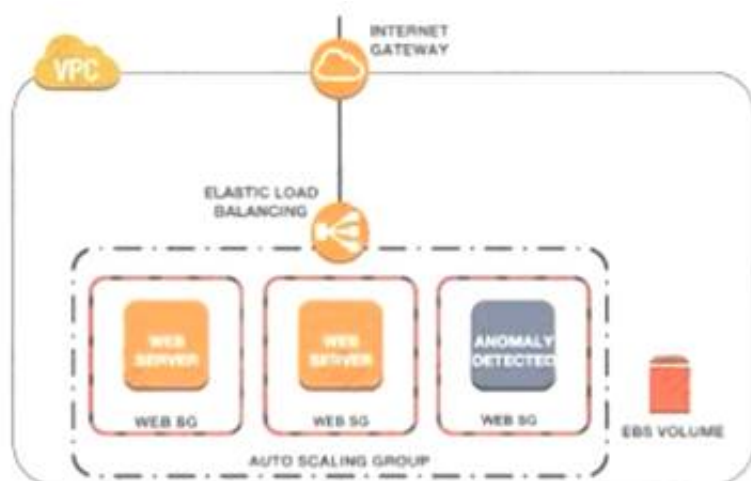 INTERNET
GATEWAY
VPC
ELASTIC LOAD
BALANCING
WEB
SERVER
WEB
SERVER
ANOMALY
DETECTED
WEB SG
WEB SG
WEB SG
EBS VOLUME
AUTO SCALING GROUP